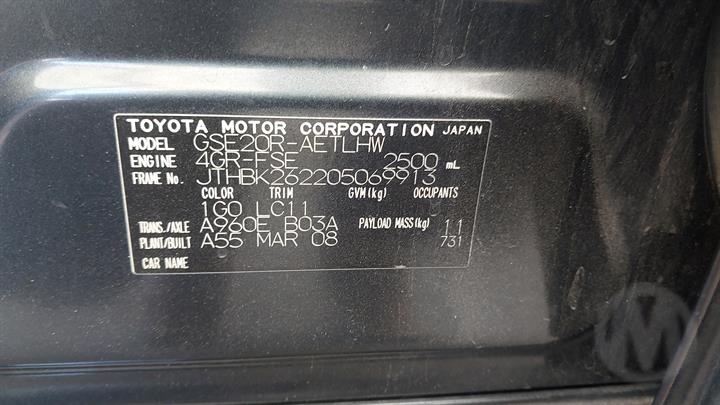 TOYOTA MOTOR CORPORATION JAPAN
MODEL GSE20R-AETLHW
ENGINE 4GR-FSE 2500 mL
FRAME No. JTHBK262205069913
COLOR TRIM GVM(kg) OCCUPANTS
1G0 LC11
TRANS./AXLE A960E B03A PAYLOAD MASS(kg) 11
PLANT/BUILT A55 MAR 08 731
CAR NAME
M